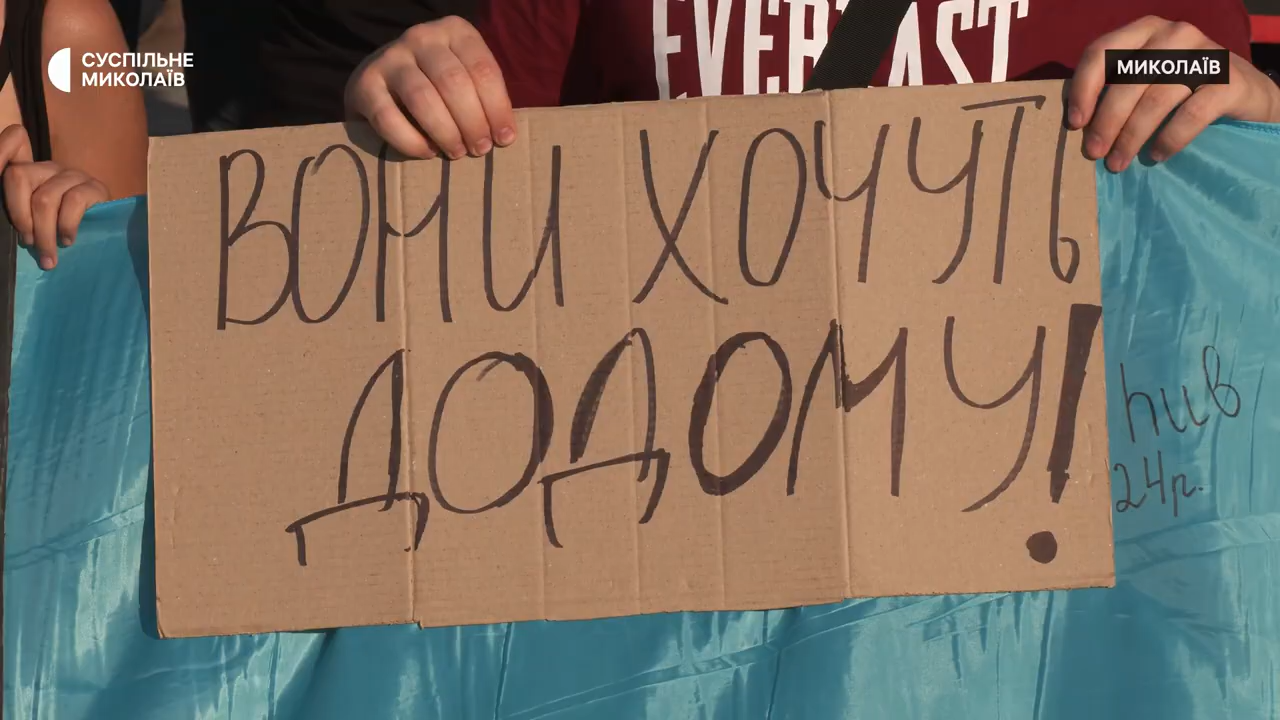 СУСПІЛЬНЕ
МИКОЛАЇВ
EVERLAST
МИКОЛАЇВ
ВОНИ ХОЧУТЬ
ДОДОМУ!
24р.